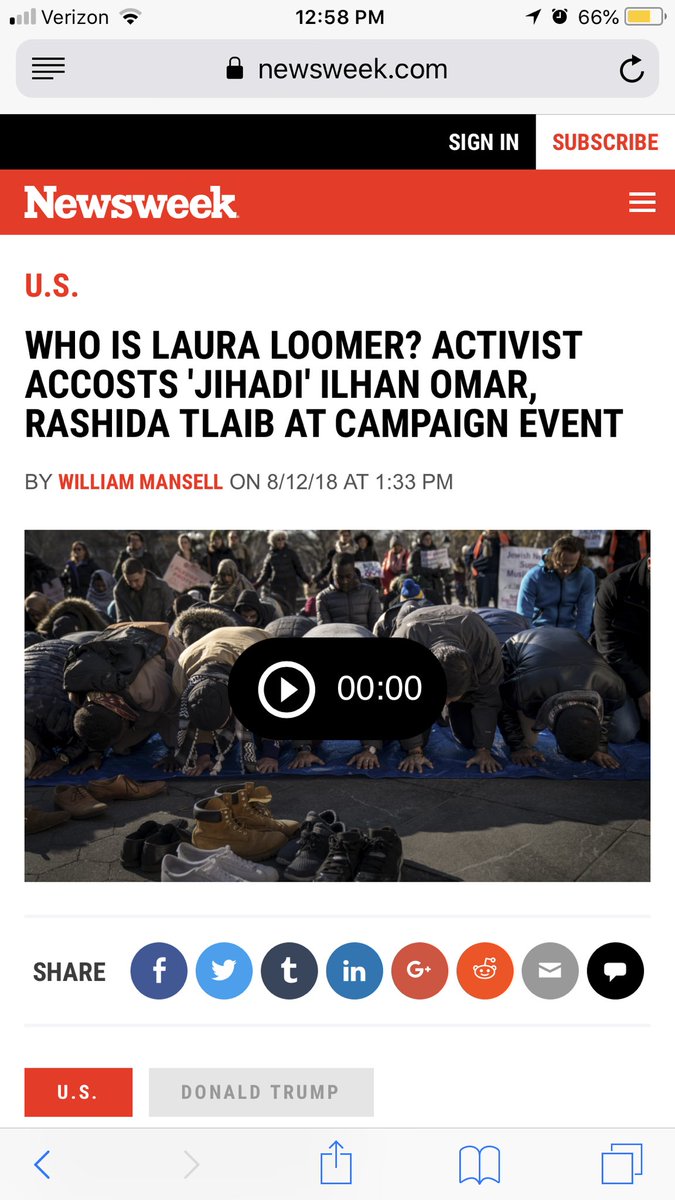 Verizon 12:58 PM 66%
newsweek.com
SIGN IN SUBSCRIBE
Newsweek
U.S.
WHO IS LAURA LOOMER? ACTIVIST
ACCOSTS 'JIHADI' ILHAN OMAR,
RASHIDA TLAIB AT CAMPAIGN EVENT
BY WILLIAM MANSELL ON 8/12/18 AT 1:33 PM
00:00
SHARE f t in G+
U.S. DONALD TRUMP